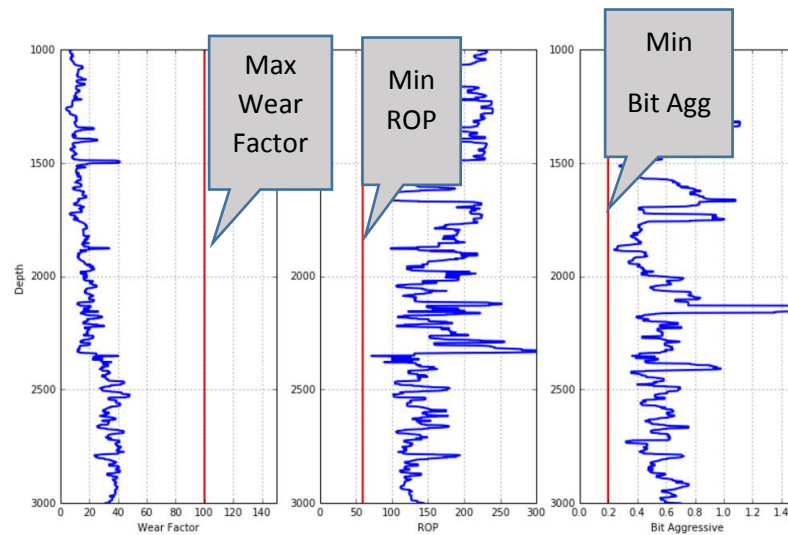 Max
Wear
Factor
Min
ROP
Min
Bit Agg
1000
1500
2000
2500
3000
Depth
0 20 40 60 80 100 120 140
Wear Factor
1000
1500
2000
2500
3000
0 50 100 150 200 250 300
ROP
1000
1500
2000
2500
3000
0.0 0.2 0.4 0.6 0.8 1.0 1.2 1.4
Bit Aggressive